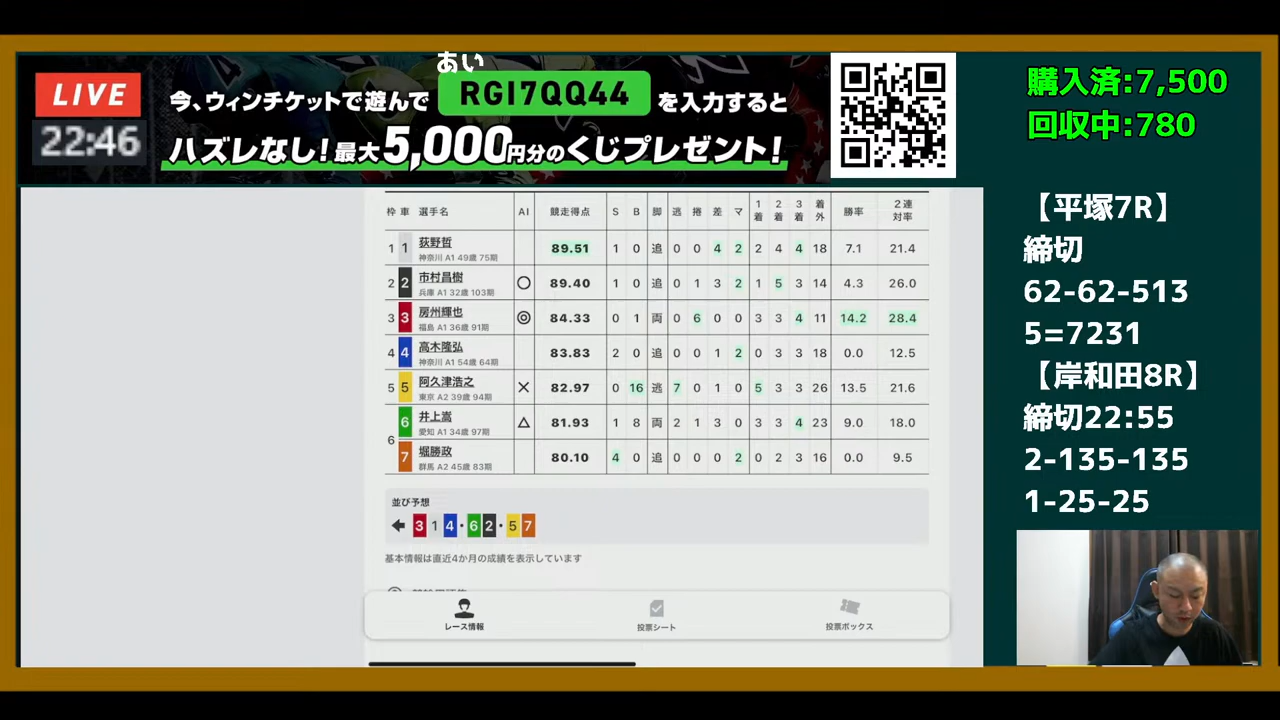 あい
LIVE
今、ウィンチケットで遊んで RGI7QQ44 を入力すると
22:46
ハズレなし！最大5,000円分のくじプレゼント！
購入済:7,500
回収中:780
【平塚7R】
締切
62-62-513
5=7231
【岸和田8R】
締切22:55
2-135-135
1-25-25
枠 車 選手名 AI 競走得点 S B 脚 逃 捲 差 マ 1着 2着 3着 着外 勝率 2連対率
1 1 荻野哲 89.51 1 0 追 0 0 4 2 2 4 4 18 7.1 21.4
神奈川 A1 49歳 75期
2 2 市村昌樹 ○ 89.40 1 0 追 0 1 3 2 1 5 3 14 4.3 26.0
兵庫 A1 32歳 103期
3 3 房州輝也 ◎ 84.33 0 1 両 0 6 0 0 3 3 4 11 14.2 28.4
福島 A1 36歳 91期
4 4 高木隆弘 83.83 2 0 追 0 0 1 2 0 3 3 18 0.0 12.5
神奈川 A1 54歳 64期
5 5 阿久津浩之 × 82.97 0 16 逃 7 0 1 0 5 3 3 26 13.5 21.6
東京 A2 39歳 94期
6 6 井上嵩 △ 81.93 1 8 両 2 1 3 0 3 3 4 23 9.0 18.0
愛知 A1 34歳 97期
7 堀勝政 80.10 4 0 追 0 0 0 2 0 2 3 16 0.0 9.5
群馬 A2 45歳 83期
並び予想
← 3 1 4・6 2・5 7
基本情報は直近4か月の成績を表示しています
レース情報
投票シート
投票ボックス